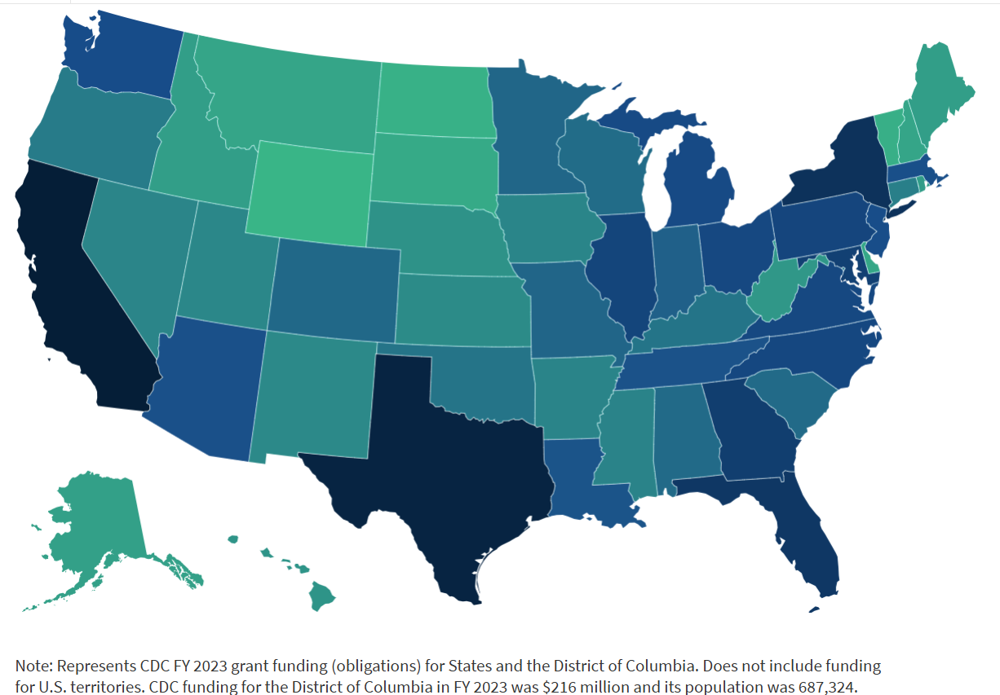 Note: Represents CDC FY 2023 grant funding (obligations) for States and the District of Columbia. Does not include funding
for U.S. territories. CDC funding for the District of Columbia in FY 2023 was $216 million and its population was 687,324.